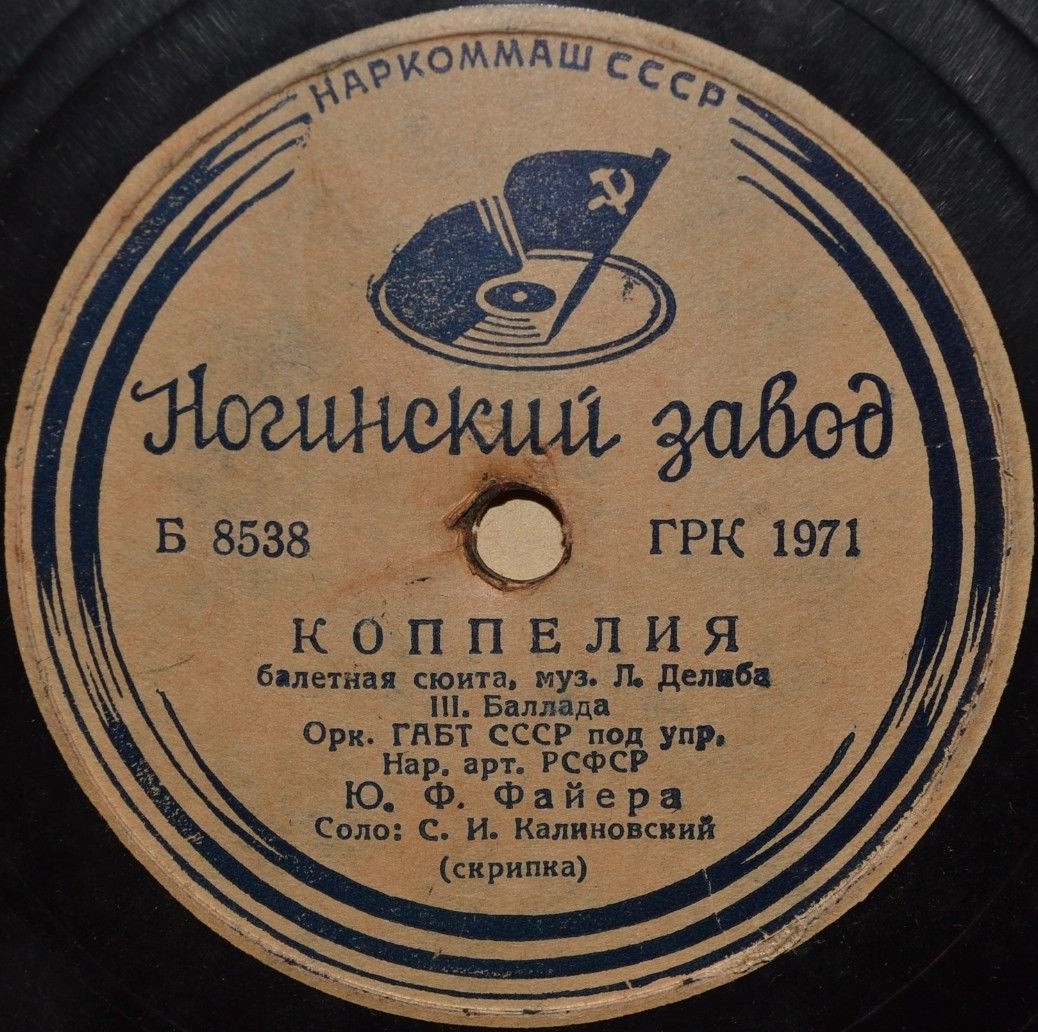 НАРКОММАШ СССР
Ногинский завод
Б 8538 ГРК 1971
КОППЕЛИЯ
балетная сюита, муз. Л. Делиба
III. Баллада
Орк. ГАБТ СССР под упр.
Нар. арт. РСФСР
Ю. Ф. Файера
Соло: С. И. Калиновский
(скрипка)